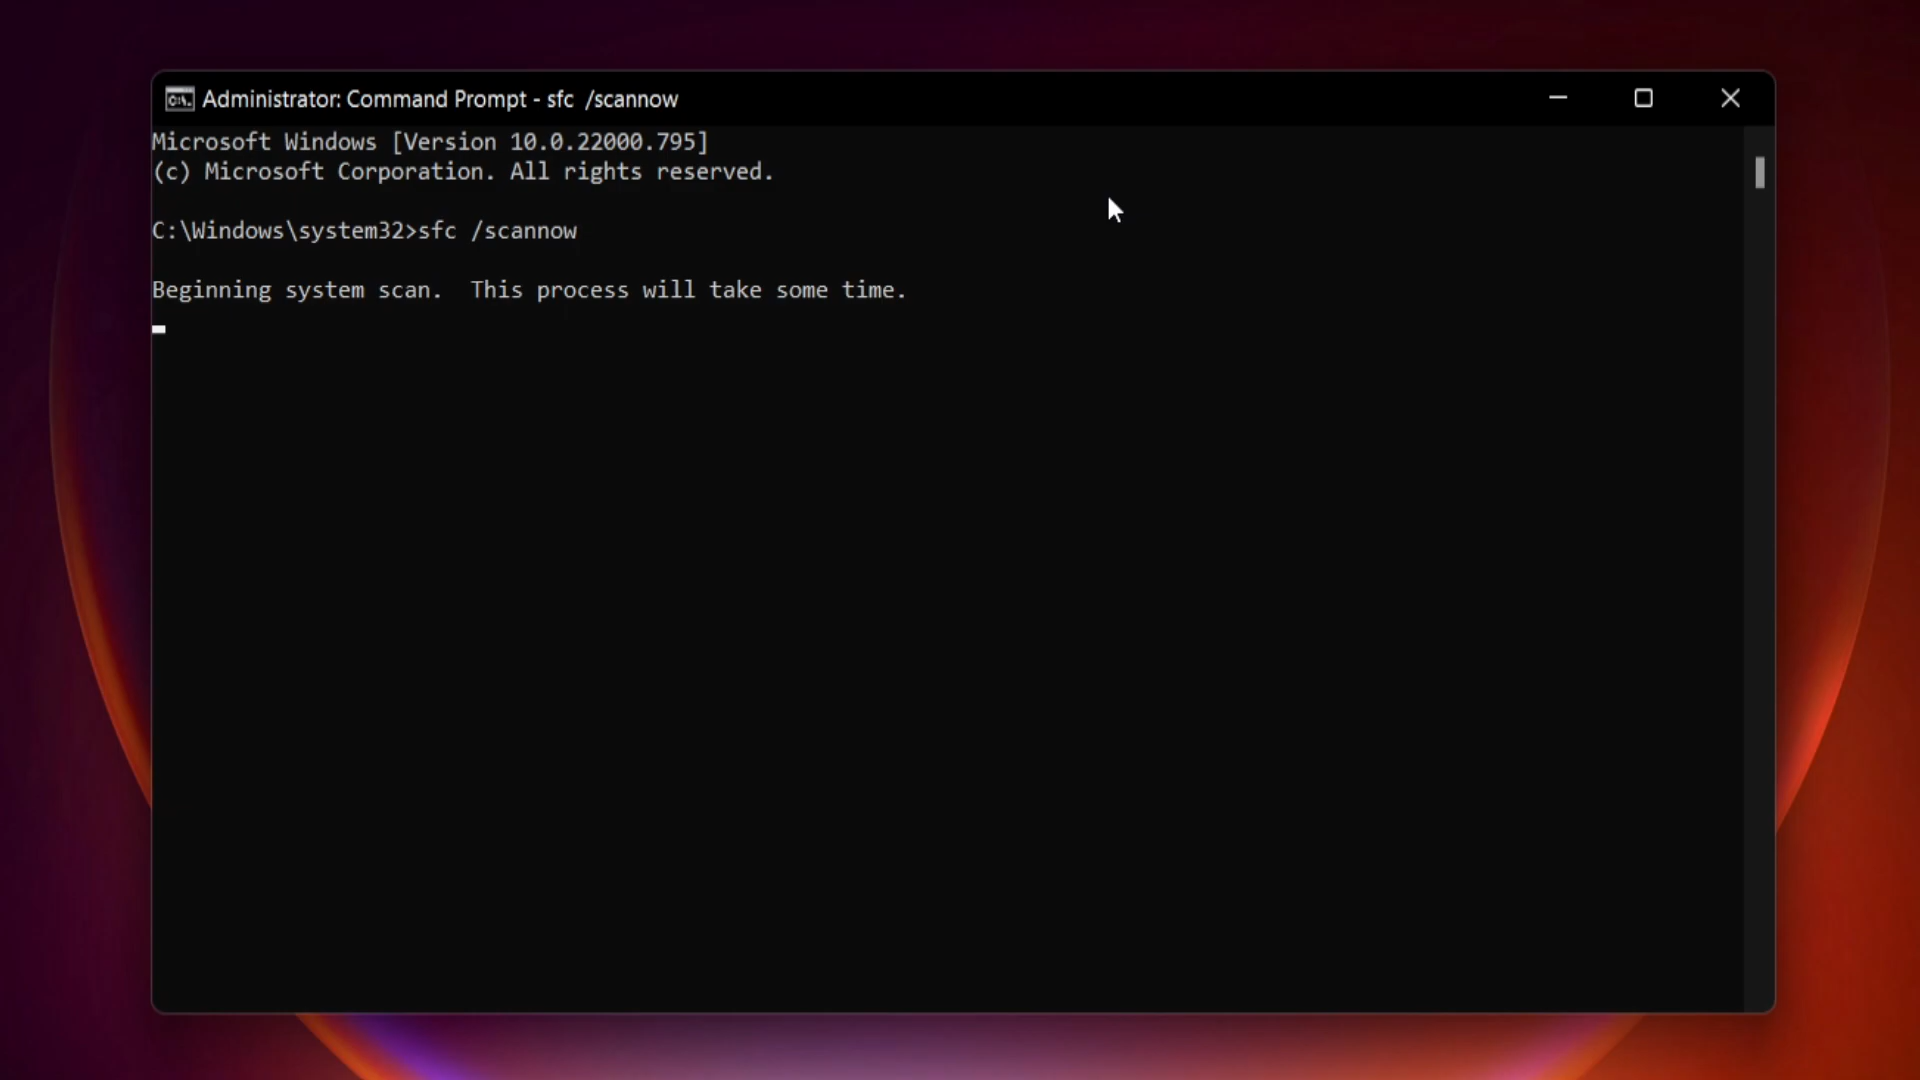 Administrator: Command Prompt - sfc  /scannow
Microsoft Windows [Version 10.0.22000.795]
(c) Microsoft Corporation. All rights reserved.
C:\Windows\system32>sfc /scannow
Beginning system scan.  This process will take some time.